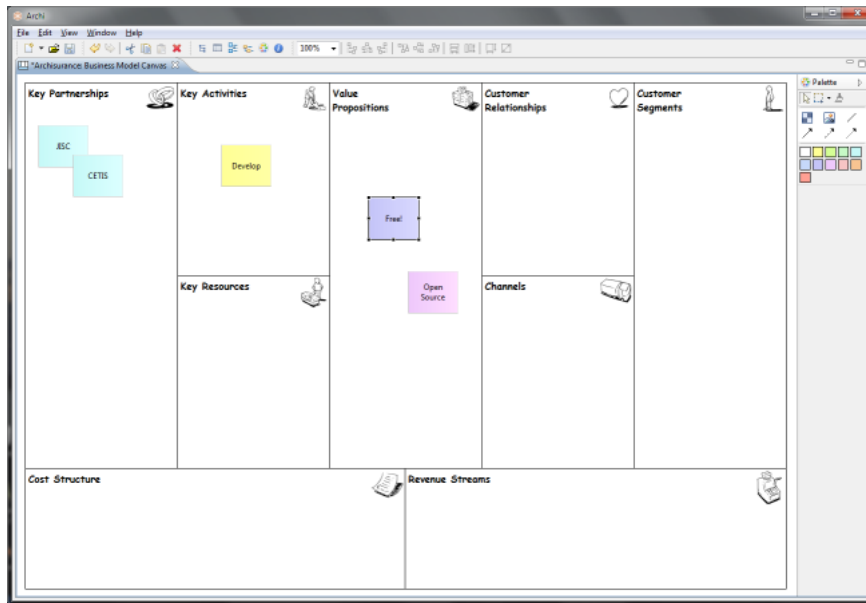 Archi
File Edit View Window Help
100%
*Archisurance: Business Model Canvas
Palette
Key Partnerships
Key Activities
Value
Propositions
Customer
Relationships
Customer
Segments
JISC
CETIS
Develop
Free!
Open
Source
Key Resources
Channels
Cost Structure
Revenue Streams